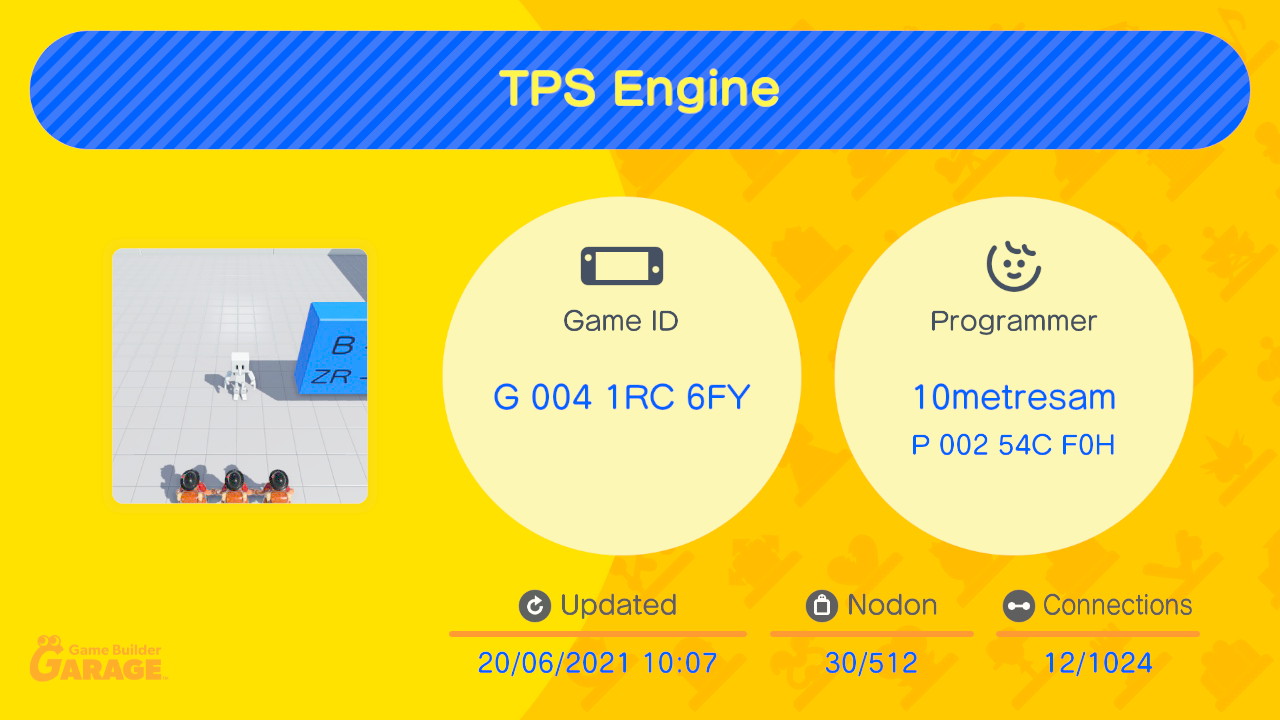 TPS Engine
B -
ZR -
Game ID
G 004 1RC 6FY
Programmer
10metresam
P 002 54C F0H
Updated
20/06/2021 10:07
Nodon
30/512
Connections
12/1024
Game Builder
GARAGE